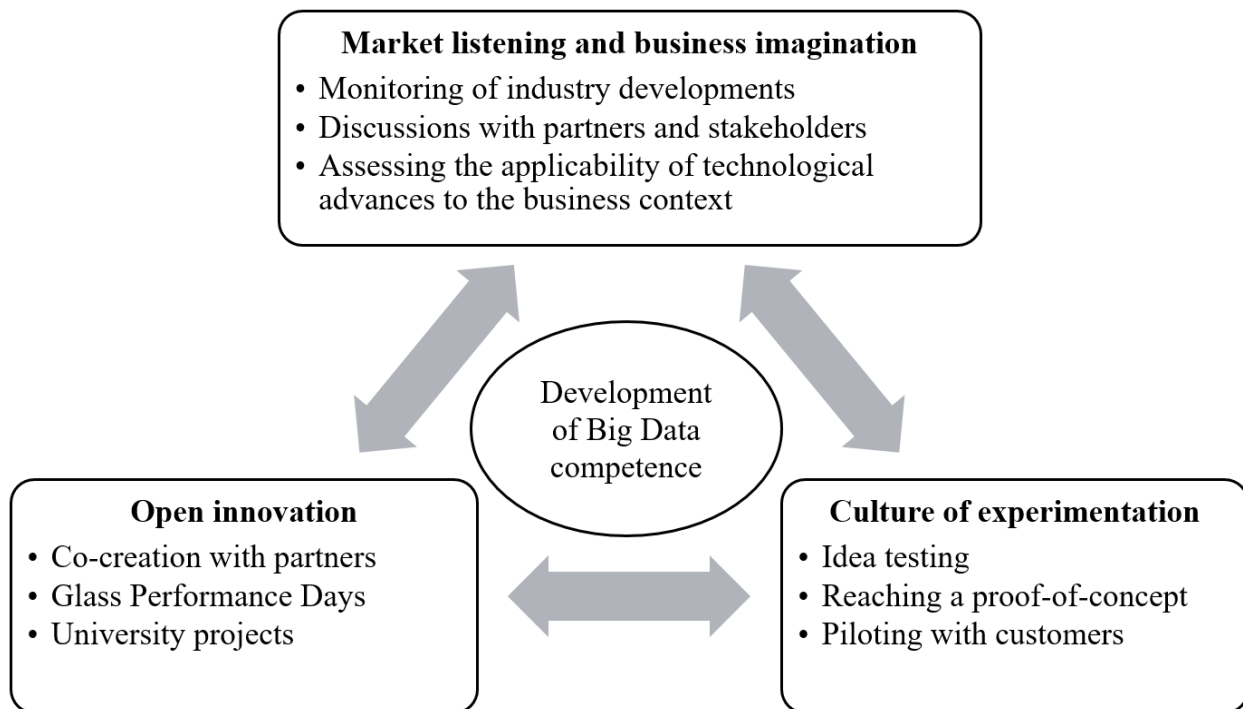 Market listening and business imagination
• Monitoring of industry developments
• Discussions with partners and stakeholders
• Assessing the applicability of technological
advances to the business context
Development
of Big Data
competence
Open innovation
• Co-creation with partners
• Glass Performance Days
• University projects
Culture of experimentation
• Idea testing
• Reaching a proof-of-concept
• Piloting with customers